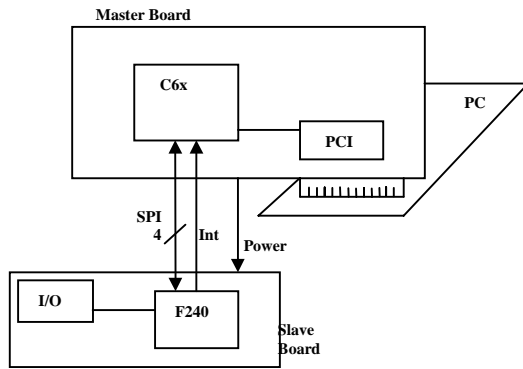 Master Board
C6x
PC
PCI
SPI
4
Int
Power
I/O
F240
Slave
Board